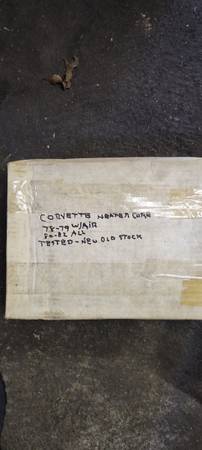 CORVETTE HEATER CORE
78-79 W/AIR
80-82 ALL
TESTED-NEW OLD STOCK